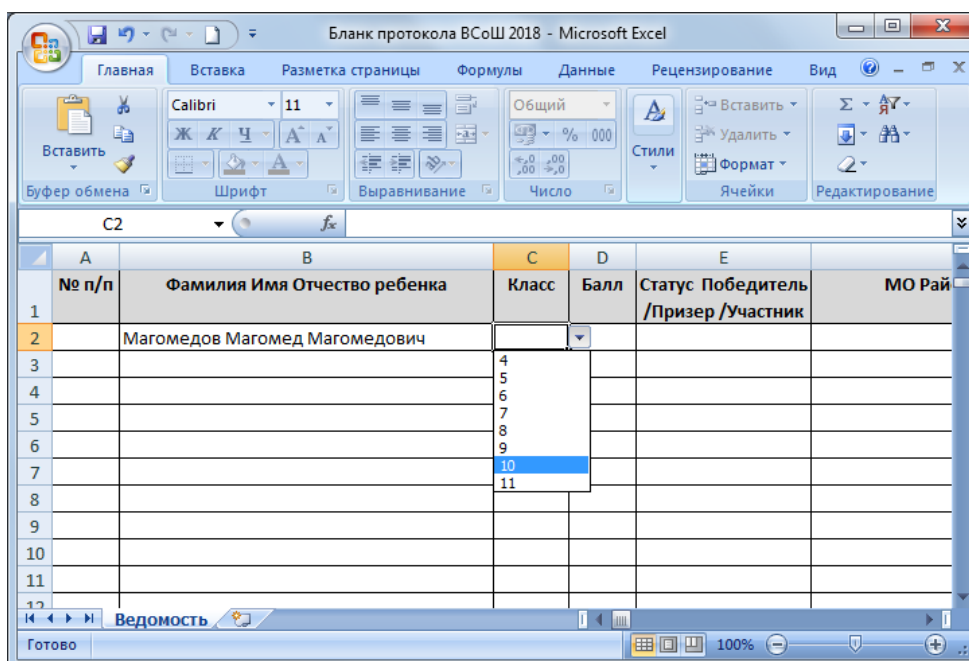 Бланк протокола ВСоШ 2018 - Microsoft Excel
Главная Вставка Разметка страницы Формулы Данные Рецензирование Вид
Calibri 11 Общий Вставить
Ж К Ч A A % 000 Удалить
Вставить Стили Формат
Буфер обмена Шрифт Выравнивание Число Ячейки Редактирование
C2 fx
A B C D E
1 № п/п Фамилия Имя Отчество ребенка Класс Балл Статус Победитель МО Рай
/Призер /Участник
2 Магомедов Магомед Магомедович
3 4
5
4 6
5 7
8
6 9
7 10
11
8
9
10
11
12
Ведомость
Готово 100%